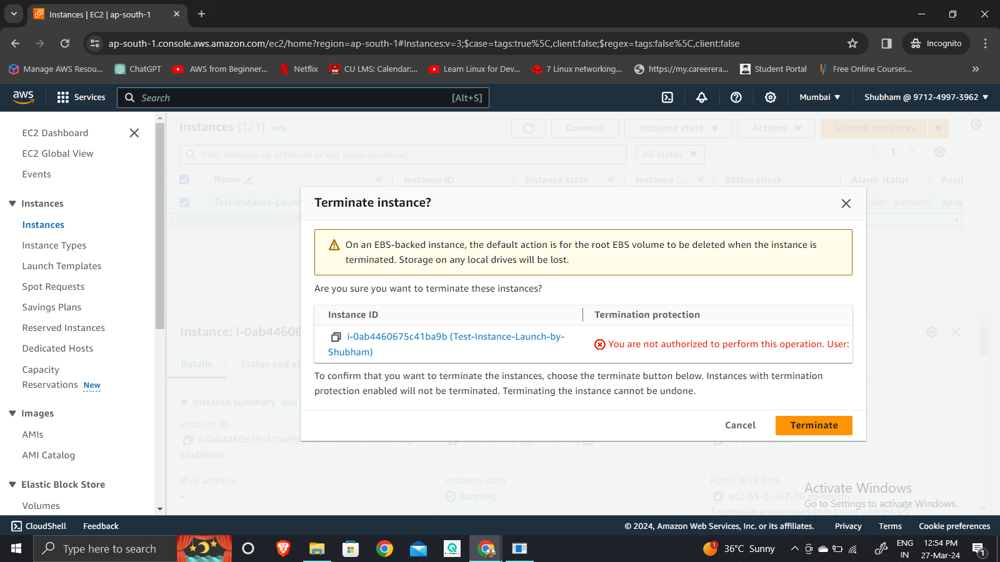 Instances | EC2 | ap-south-1
ap-south-1.console.aws.amazon.com/ec2/home?region=ap-south-1#Instances:v=3;$case=tags:true%5C,client:false;$regex=tags:false%5C,client:false
Incognito
Manage AWS Resou... ChatGPT AWS from Beginner... Netflix CU LMS: Calendar:... Learn Linux for Dev... 7 Linux networking... https://my.careerera... Student Portal Free Online Courses...
aws Services Search [Alt+S] Mumbai Shubham @ 9712-4997-3962
EC2 Dashboard
EC2 Global View
Events
Instances
Instances
Instance Types
Launch Templates
Spot Requests
Savings Plans
Reserved Instances
Dedicated Hosts
Capacity
Reservations New
Images
AMIs
AMI Catalog
Elastic Block Store
Volumes
Instances (1/1) Info Connect Instance state Actions Launch instances
Find Instance by attribute or tag (case-sensitive) All states 1
Name Instance ID Instance state Instance ... Status check Alarm status Avail
Test-Instance-Launc User: arn:aws:i ap-so
Terminate instance?
On an EBS-backed instance, the default action is for the root EBS volume to be deleted when the instance is
terminated. Storage on any local drives will be lost.
Are you sure you want to terminate these instances?
Instance ID Termination protection
i-0ab4460675c41ba9b (Test-Instance-Launch-by-
Shubham)
You are not authorized to perform this operation. User:
To confirm that you want to terminate the instances, choose the terminate button below. Instances with termination
protection enabled will not be terminated. Terminating the instance cannot be undone.
Cancel Terminate
Instance: i-0ab44606
Details Status and al
Instance summary Info
Instance ID
i-0ab4460675c41ba9b
Shubham)
IPv6 address
–
Instance state
Running
Public IPv4 DNS
ec2-65-2-187-70.ap-south-
1.compute.amazonaws.com [open address
Activate Windows
Go to Settings to activate Windows.
CloudShell Feedback © 2024, Amazon Web Services, Inc. or its affiliates. Privacy Terms Cookie preferences
Type here to search
1
36°C Sunny
ENG
IN
12:54 PM
27-Mar-24
1